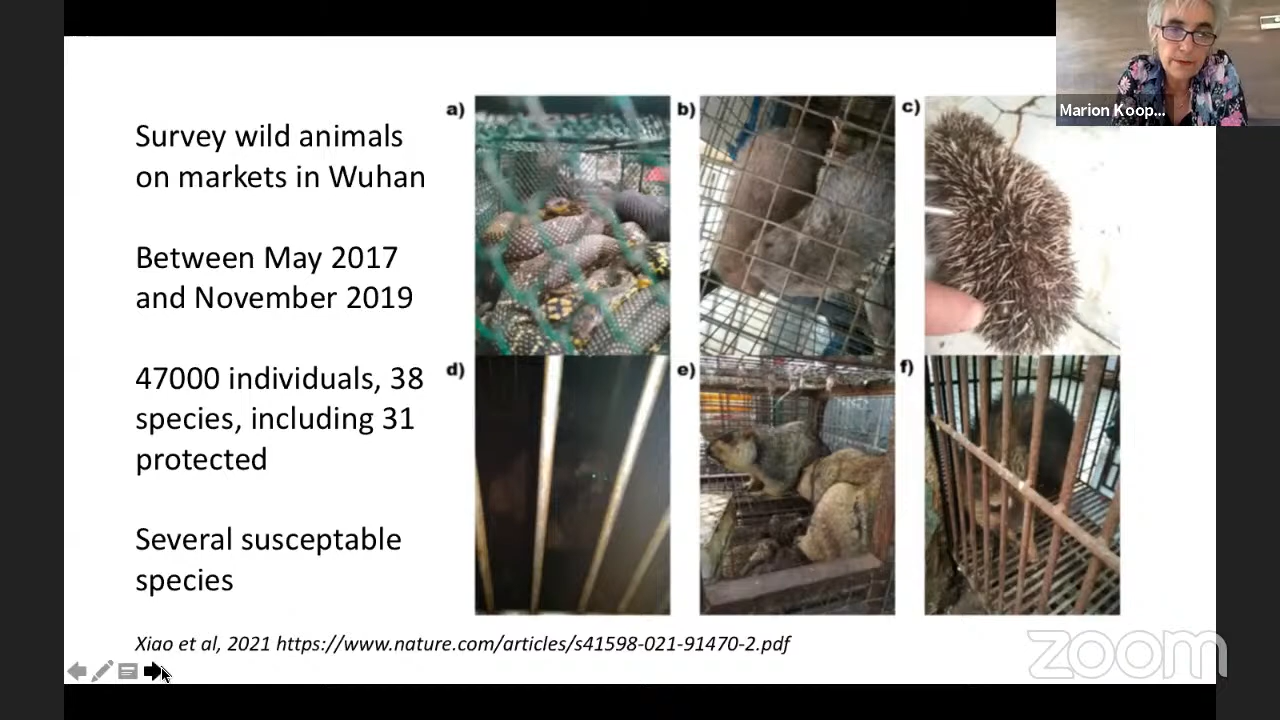 Survey wild animals
on markets in Wuhan
Between May 2017
and November 2019
47000 individuals, 38
species, including 31
protected
Several susceptable
species
a)
b)
c)
d)
e)
f)
Xiao et al, 2021 https://www.nature.com/articles/s41598-021-91470-2.pdf
Marion Koop...
zoom